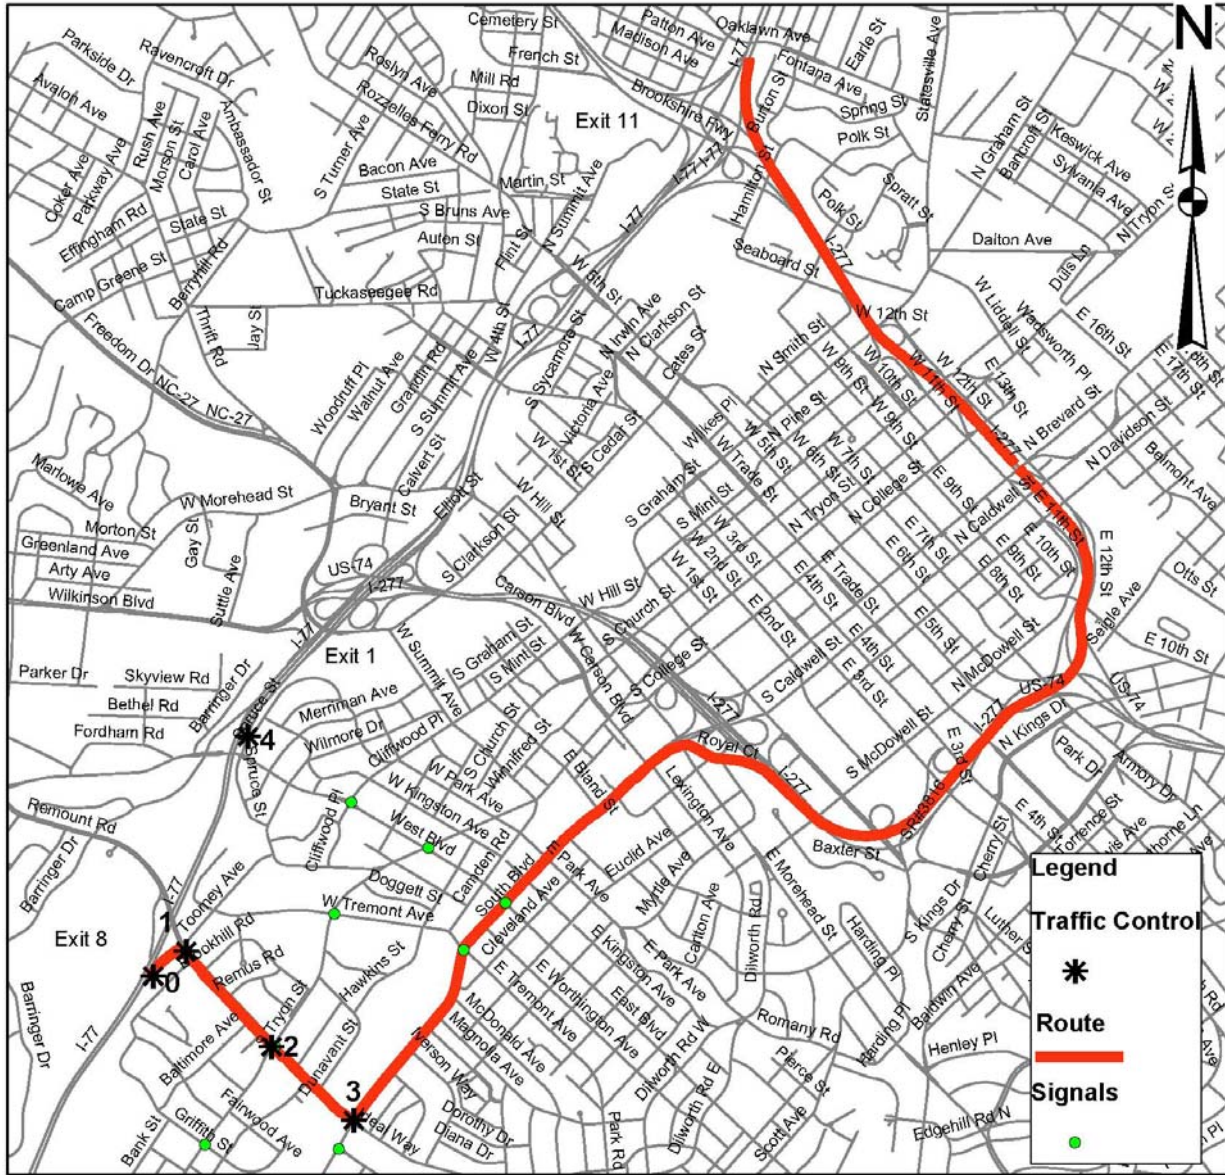 Cemetery St
Patton Ave
Oaklawn Ave
N
Parkside Dr
Ravencroft Dr
Roslyn Ave
French St
Madison Ave
I-77
Fontana Ave
Earle St
Statesville Ave
Avalon Ave
Rush Ave
Morson St
Carol Ave
Ambassador St
Rozzelles Ferry Rd
Mill Rd
Dixon St
Exit 11
Brookshire Fwy
Burton St
Spring St
Polk St
N Graham St
Bancroft St
Keswick Ave
Sylvania Ave
N Tryon St
Coker Ave
Parkway Ave
S Turner Ave
Bacon Ave
State St
Martin St
N Summit Ave
I-77
I-77
Hamilton St
Polk St
Spratt St
Effingham Rd
State St
S Bruns Ave
Auten St
Flint St
I-77
I-277
Seaboard St
Dalton Ave
Duls Ln
Camp Greene St
Berryhill Rd
Tuckaseegee Rd
W 5th St
N Irwin Ave
N Clarkson St
Cates St
W 12th St
W Liddell St
Wadsworth Pl
E 16th St
17th St
Freedom Dr
Thrift Rd
Jay St
W 4th St
I-77
Sycamore St
N Smith St
W 9th St
W 10th St
W 11th St
W 12th St
E 13th St
NC-27
NC-27
Woodruff Pl
Walnut Ave
Grandin Rd
S Summit Ave
Victoria Ave
S Cedar St
W 1st St
Wilkes Pl
N Pine St
W 5th St
W 6th St
W 7th St
W 9th St
I-277
N Brevard St
N Davidson St
Belmont Ave
Marlowe Ave
W Morehead St
Calvert St
Bryant St
Elliott St
W Hill St
S Graham St
S Mint St
W Trade St
N Tryon St
N College St
E 9th St
N Caldwell St
E 11th St
Morton St
Greenland Ave
Arty Ave
Wilkinson Blvd
Gay St
Suttle Ave
US-74
I-277
S Clarkson St
Carson Blvd
W Hill St
W 3rd St
W 2nd St
W 1st St
E 7th St
E 6th St
E 10th St
E 9th St
E 8th St
E 12th St
Otts St
Seigle Ave
I-77
Exit 1
S Church St
E Trade St
E 4th St
E 2nd St
E 5th St
E 4th St
E 3rd St
N McDowell St
E 10th St
Parker Dr
Skyview Rd
Bethel Rd
Fordham Rd
Barringer Dr
Spruce St
4
Merriman Ave
Wilmore Dr
W Summit Ave
S Graham St
S Mint St
Cliffwood Pl
S Church St
Winnifred St
W Carson Blvd
S College St
I-277
S Caldwell St
US-74
US-74
I-277
N Kings Dr
Royal Ct
S McDowell St
Park Dr
Armory Dr
Spruce St
W Park Ave
W Kingston Ave
E Bland St
Lexington Ave
I-277
E 3rd St
SR#3816
E 4th St
Torrence St
Remount Rd
Barringer Dr
Cliffwood Pl
West Blvd
Camden Rd
Euclid Ave
Baxter St
Cherry St
I-77
Toomey Ave
Doggett St
W Tremont Ave
South Blvd
E Park Ave
Myrtle Ave
E Morehead St
Legend
Exit 8
1
Brookhill Rd
Cleveland Ave
Carlton Ave
Dilworth Rd
Harding Pl
S Kings Dr
Cherry St
Traffic Control
0
Remus Rd
Hawkins St
E Kingston Ave
E Park Ave
Barringer Dr
I-77
Baltimore Ave
2
E Tremont Ave
E Worthington Ave
East Blvd
Baldwin Ave
Route
Dunavant St
3
Iverson Way
McDonald Ave
Magnolia Ave
Dilworth Rd W
Romany Rd
Harding Pl
Henley Pl
Signals
Bank St
Griffith St
Fairwood Ave
Ideal Way
Dorothy Dr
Diana Dr
Park Rd
Dilworth Rd E
Pierce St
Scott Ave
Edgehill Rd N